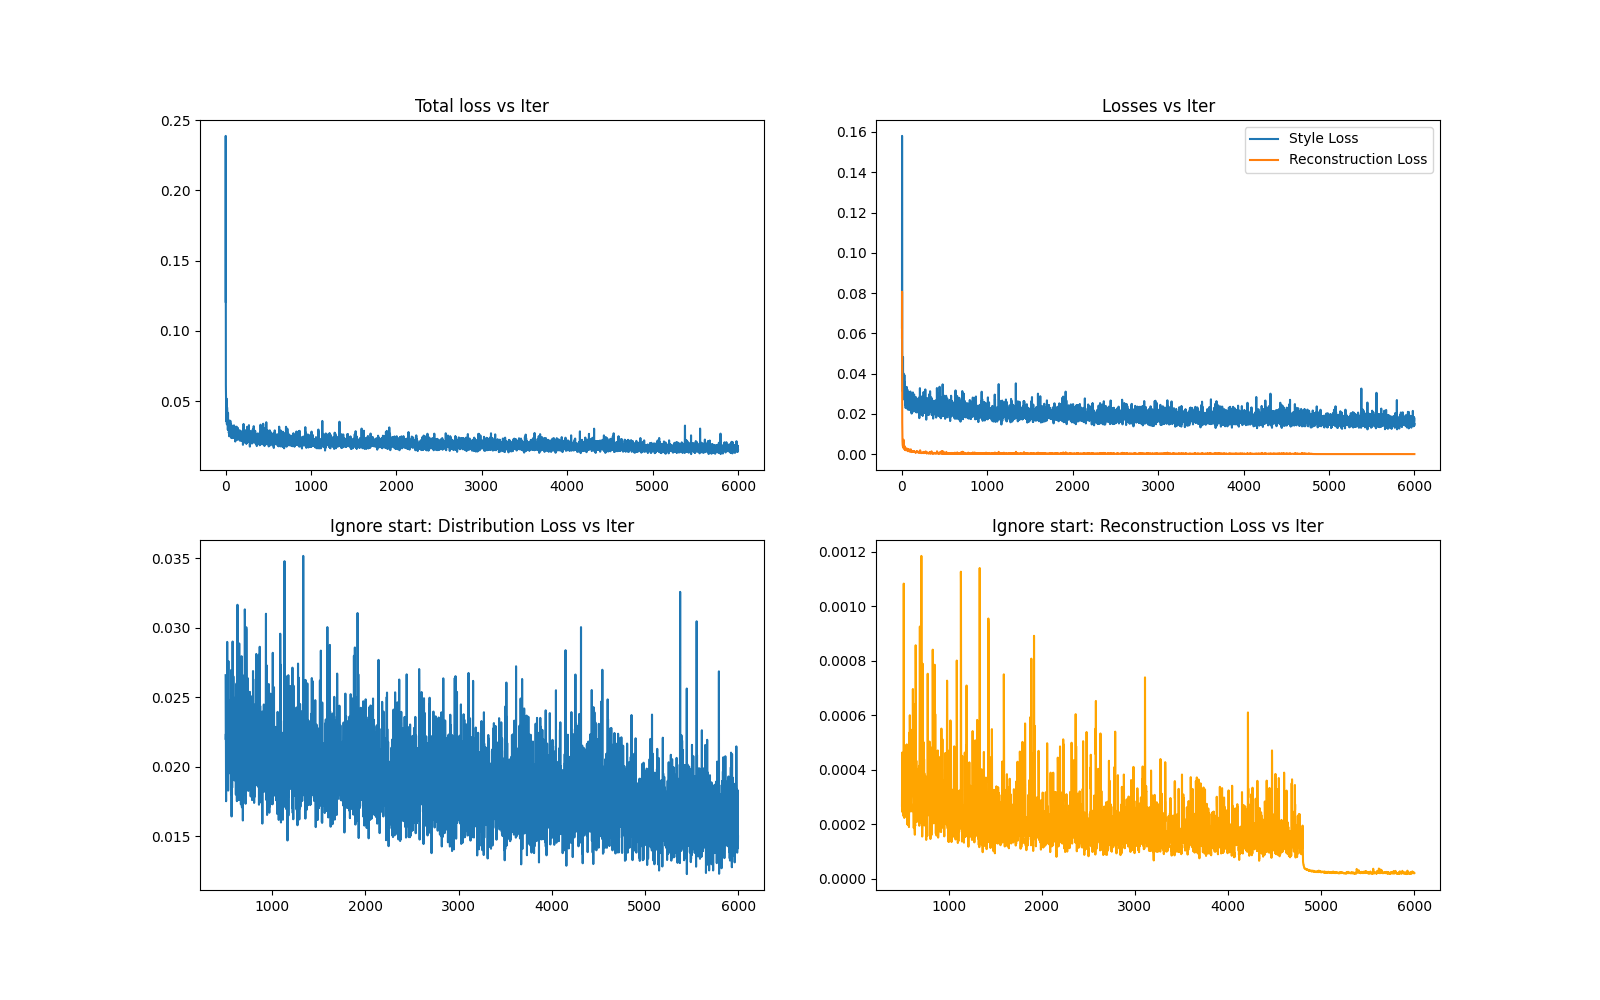 Total loss vs Iter
0.25
0.20
0.15
0.10
0.05
0 1000 2000 3000 4000 5000 6000
Losses vs Iter
Style Loss
Reconstruction Loss
0.16
0.14
0.12
0.10
0.08
0.06
0.04
0.02
0.00
0 1000 2000 3000 4000 5000 6000
Ignore start: Distribution Loss vs Iter
0.035
0.030
0.025
0.020
0.015
1000 2000 3000 4000 5000 6000
Ignore start: Reconstruction Loss vs Iter
0.0012
0.0010
0.0008
0.0006
0.0004
0.0002
0.0000
1000 2000 3000 4000 5000 6000